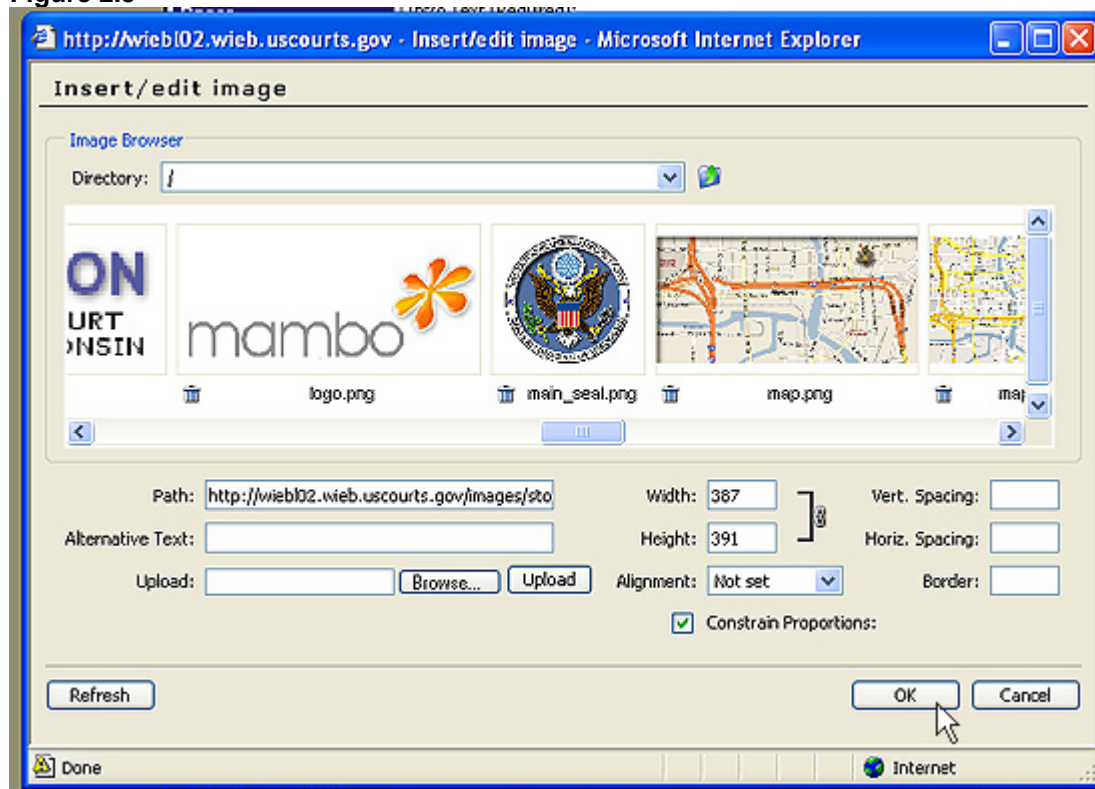 http://wiebl02.wieb.uscourts.gov - Insert/edit image - Microsoft Internet Explorer
Insert/edit image
Image Browser
Directory: /
ON
URT
ONSIN
mambo
logo.png main_seal.png map.png map
Path: http://wiebl02.wieb.uscourts.gov/images/sto Width: 387 Vert. Spacing:
Alternative Text: Height: 391 Horiz. Spacing:
Upload: Browse... Upload Alignment: Not set Border:
Constrain Proportions:
Refresh OK Cancel
Done Internet